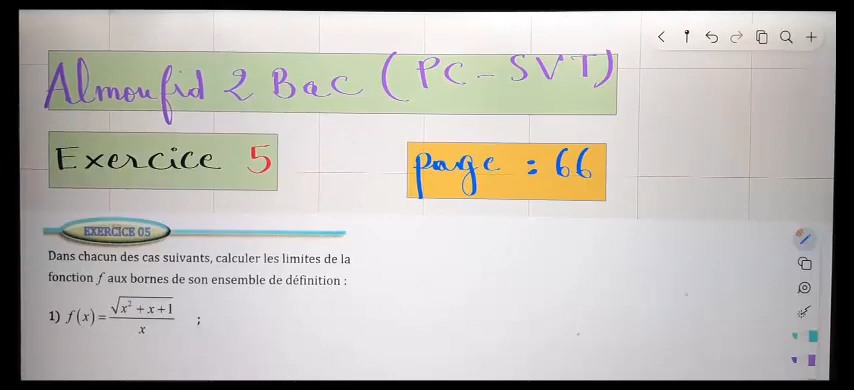 Almoufid 2 Bac (PC-SVT)
Exercice 5
page : 66
EXERCICE 05
Dans chacun des cas suivants, calculer les limites de la
fonction f aux bornes de son ensemble de définition :
1) f(x)=√(x²+x+1)/x ;